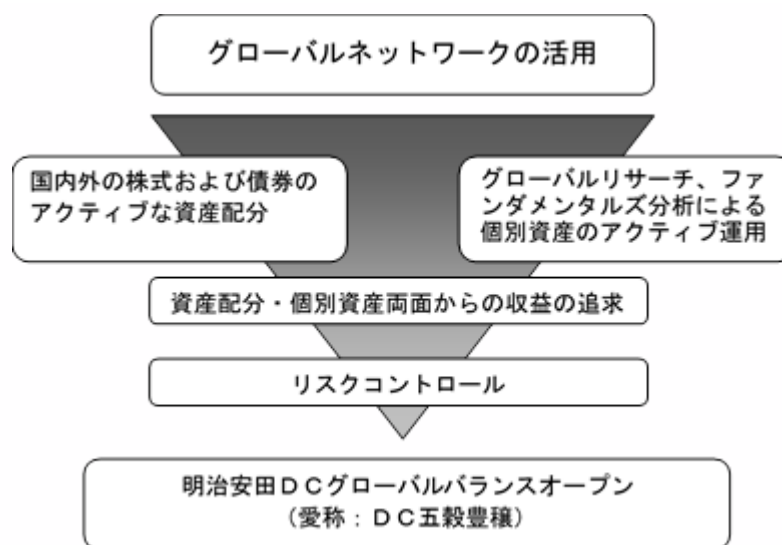 グローバルネットワークの活用
国内外の株式および債券の
アクティブな資産配分
グローバルリサーチ、ファ
ンダメンタルズ分析による
個別資産のアクティブ運用
資産配分・個別資産両面からの収益の追求
リスクコントロール
明治安田ＤＣグローバルバランスオープン
（愛称：ＤＣ五穀豊穣）